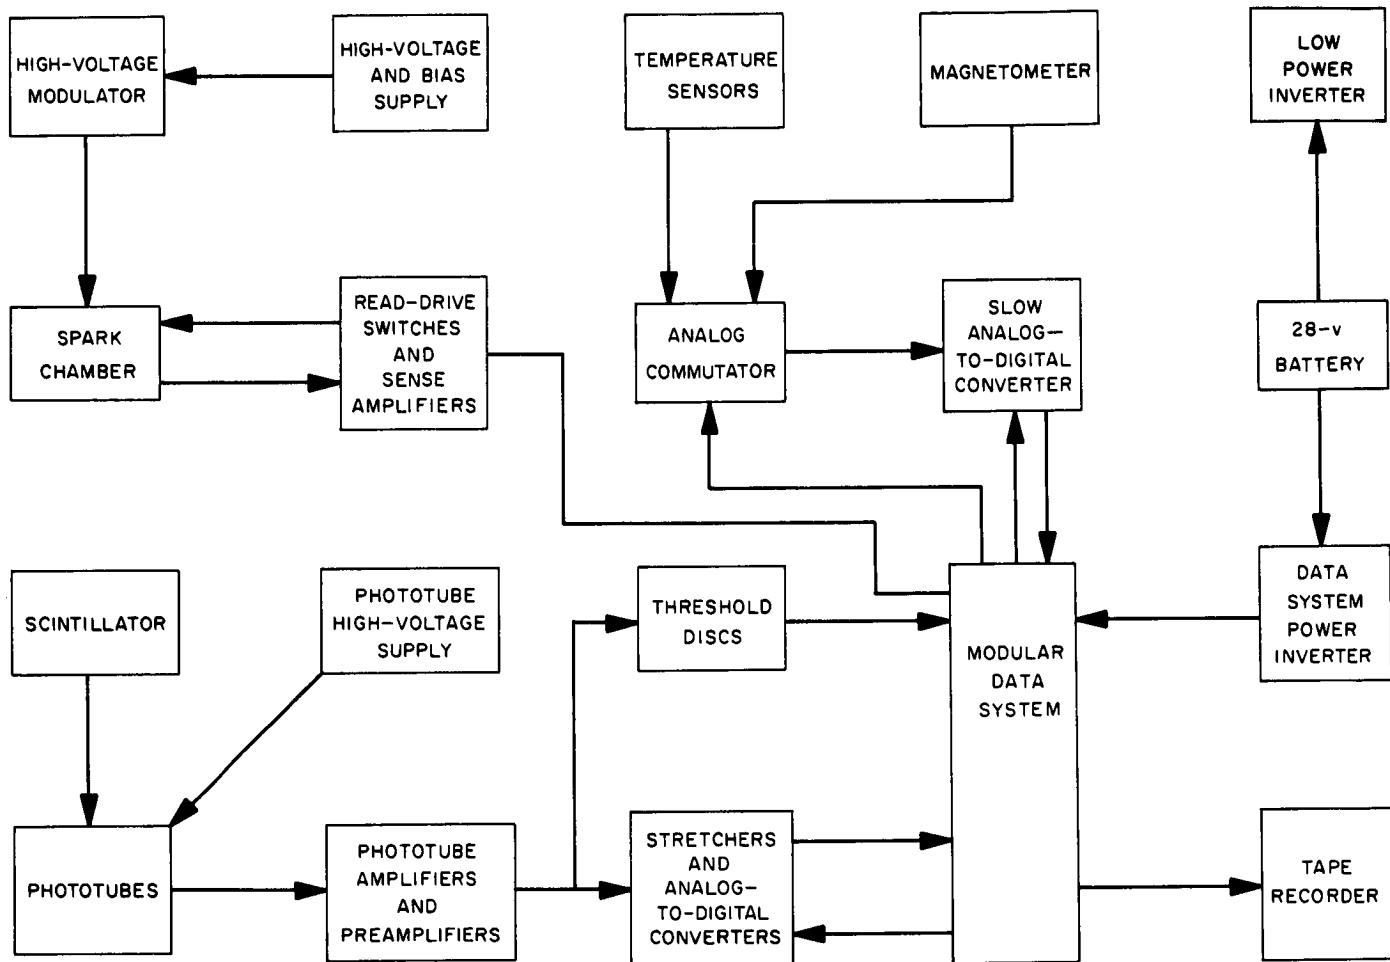 HIGH-VOLTAGE
MODULATOR
HIGH-VOLTAGE
AND BIAS
SUPPLY
TEMPERATURE
SENSORS
MAGNETOMETER
LOW
POWER
INVERTER
SPARK
CHAMBER
READ-DRIVE
SWITCHES
AND
SENSE
AMPLIFIERS
ANALOG
COMMUTATOR
SLOW
ANALOG-
TO-DIGITAL
CONVERTER
28-v
BATTERY
SCINTILLATOR
PHOTOTUBE
HIGH-VOLTAGE
SUPPLY
THRESHOLD
DISCS
MODULAR
DATA
SYSTEM
DATA
SYSTEM
POWER
INVERTER
PHOTOTUBES
PHOTOTUBE
AMPLIFIERS
AND
PREAMPLIFIERS
STRETCHERS
AND
ANALOG-
TO-DIGITAL
CONVERTERS
TAPE
RECORDER